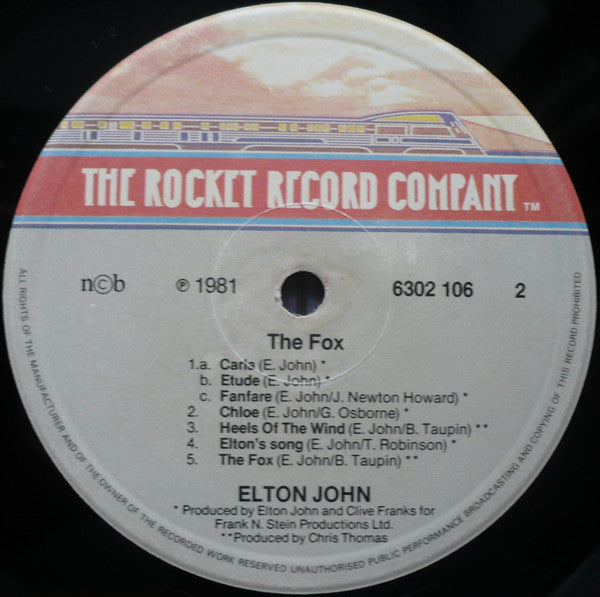 THE ROCKET RECORD COMPANY TM
n©b ℗ 1981 6302 106 2
The Fox
1.a. Carla (E. John) *
b. Etude (E. John) *
c. Fanfare (E. John/J. Newton Howard) *
2. Chloe (E. John/G. Osborne) *
3. Heels Of The Wind (E. John/B. Taupin) **
4. Elton's song (E. John/T. Robinson) *
5. The Fox (E. John/B. Taupin) **
ELTON JOHN
* Produced by Elton John and Clive Franks for
Frank N. Stein Productions Ltd.
**Produced by Chris Thomas
ALL RIGHTS OF THE MANUFACTURER AND OF THE OWNER OF THE RECORDED WORK RESERVED UNAUTHORISED PUBLIC PERFORMANCE BROADCASTING AND COPYING OF THIS RECORD PROHIBITED